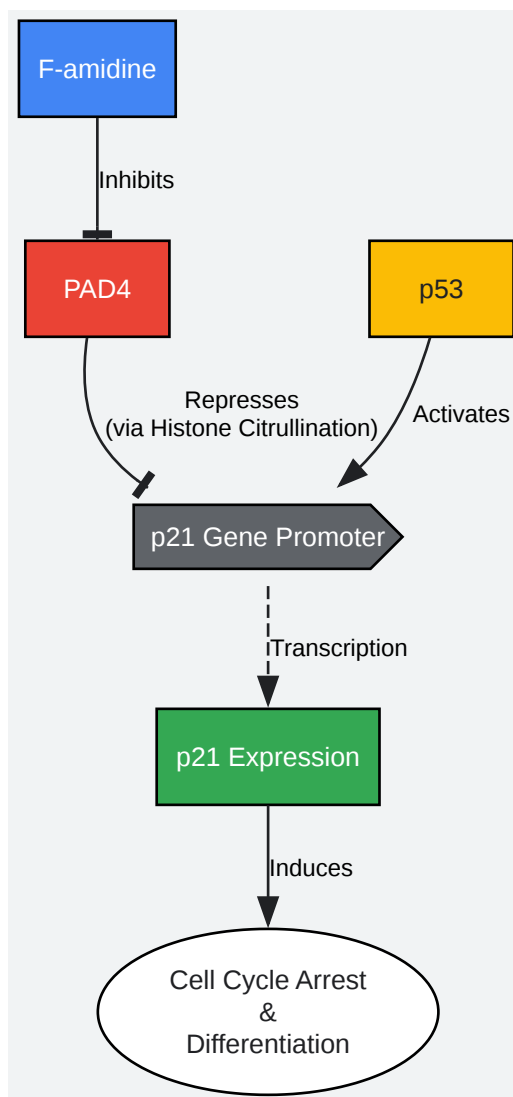 F-amidine
Inhibits
PAD4
p53
Represses
(via Histone Citrullination)
Activates
p21 Gene Promoter
Transcription
p21 Expression
Induces
Cell Cycle Arrest
&
Differentiation